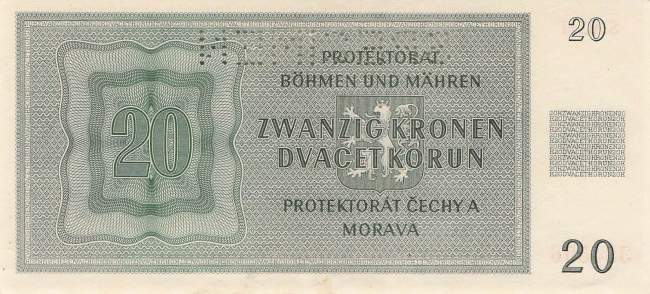 PROTEKTORAT
BÖHMEN UND MÄHREN
ZWANZIG KRONEN
DVACET KORUN
PROTEKTORÁT ČECHY A
MORAVA
20
20
20